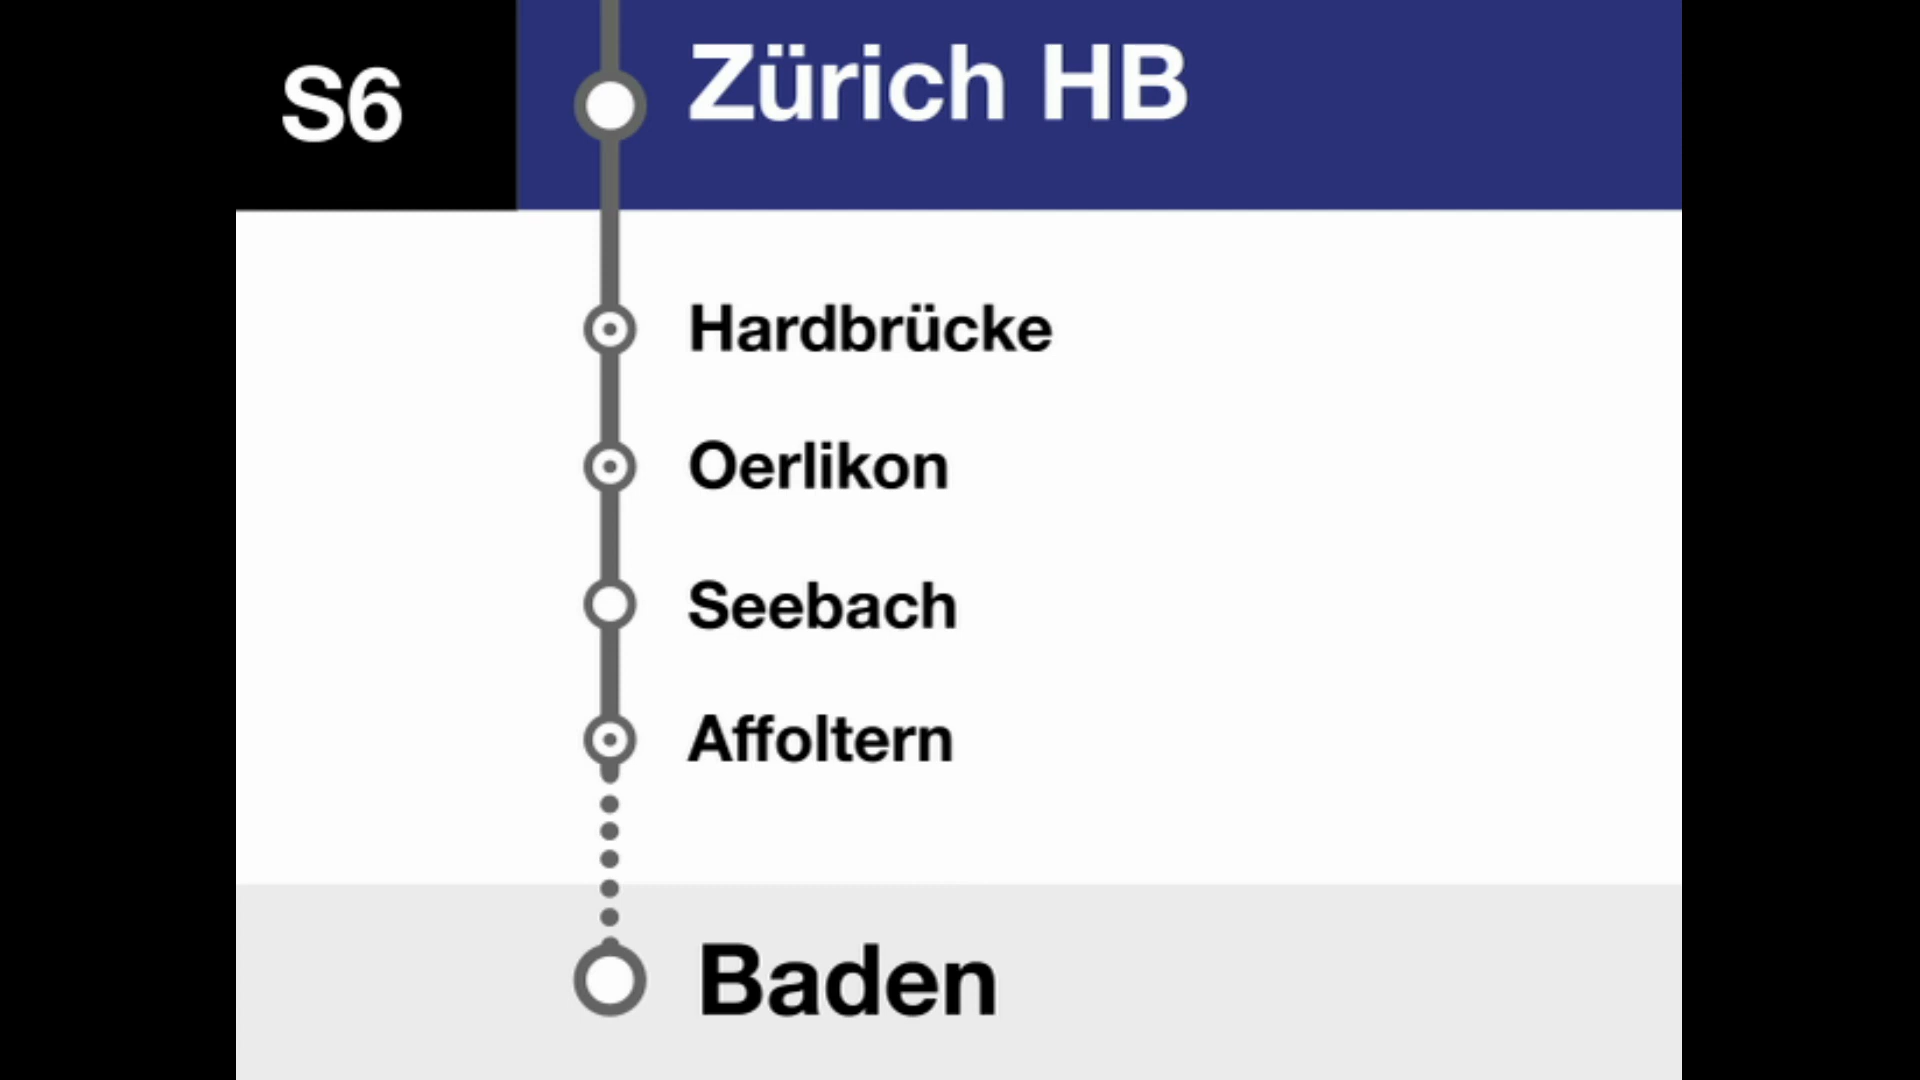 S6
Zürich HB
Hardbrücke
Oerlikon
Seebach
Affoltern
Baden